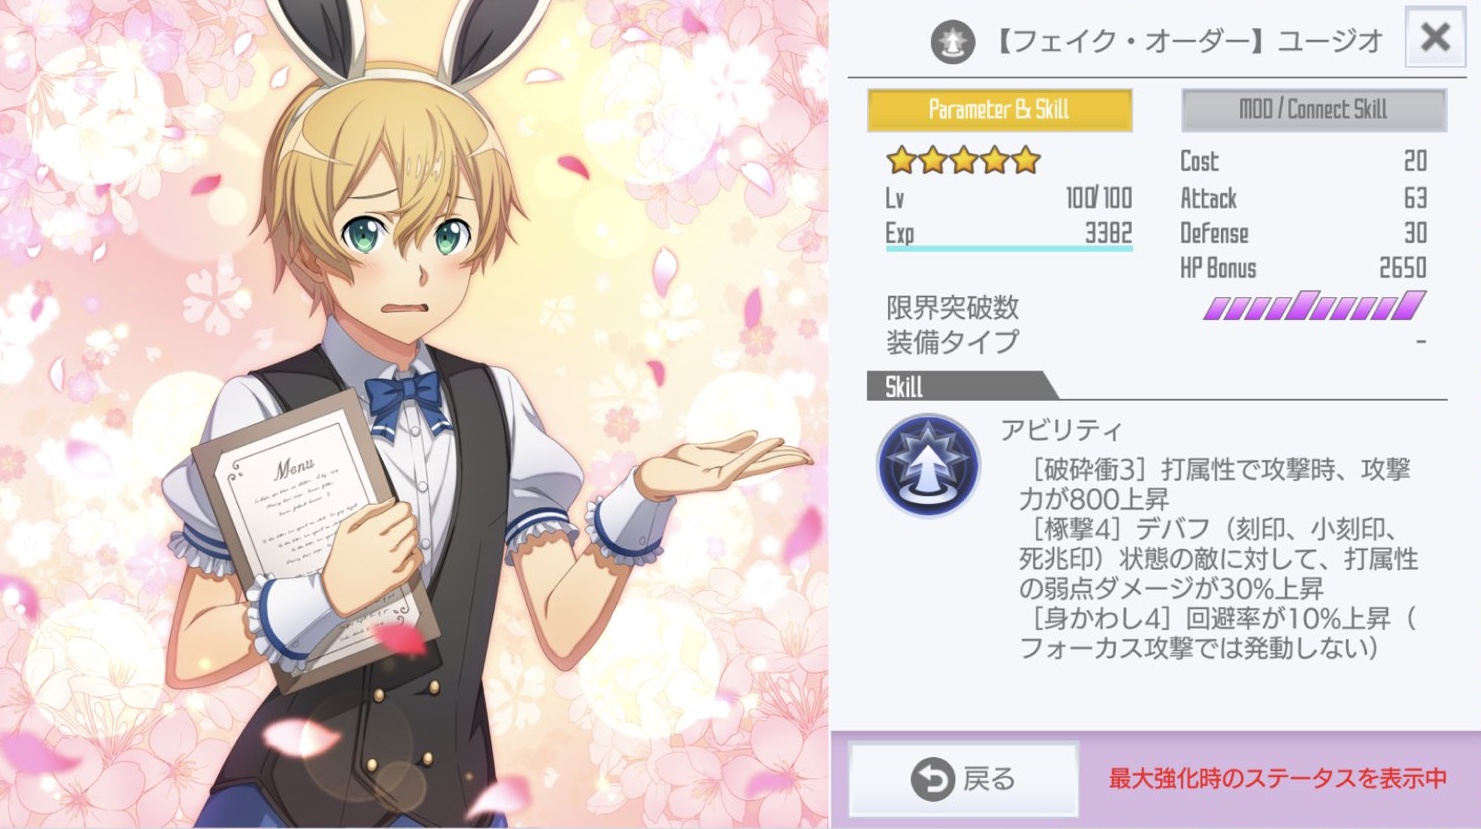 Menu
【フェイク・オーダー】ユージオ
Parameter & Skill
MOD / Connect Skill
Lv 100/100
Exp 3382
Cost 20
Attack 63
Defense 30
HP Bonus 2650
限界突破数
装備タイプ -
Skill
アビリティ
［破砕衝3］打属性で攻撃時、攻撃
力が800上昇
［椓撃4］デバフ（刻印、小刻印、
死兆印）状態の敵に対して、打属性
の弱点ダメージが30%上昇
［身かわし4］回避率が10%上昇（
フォーカス攻撃では発動しない）
戻る
最大強化時のステータスを表示中